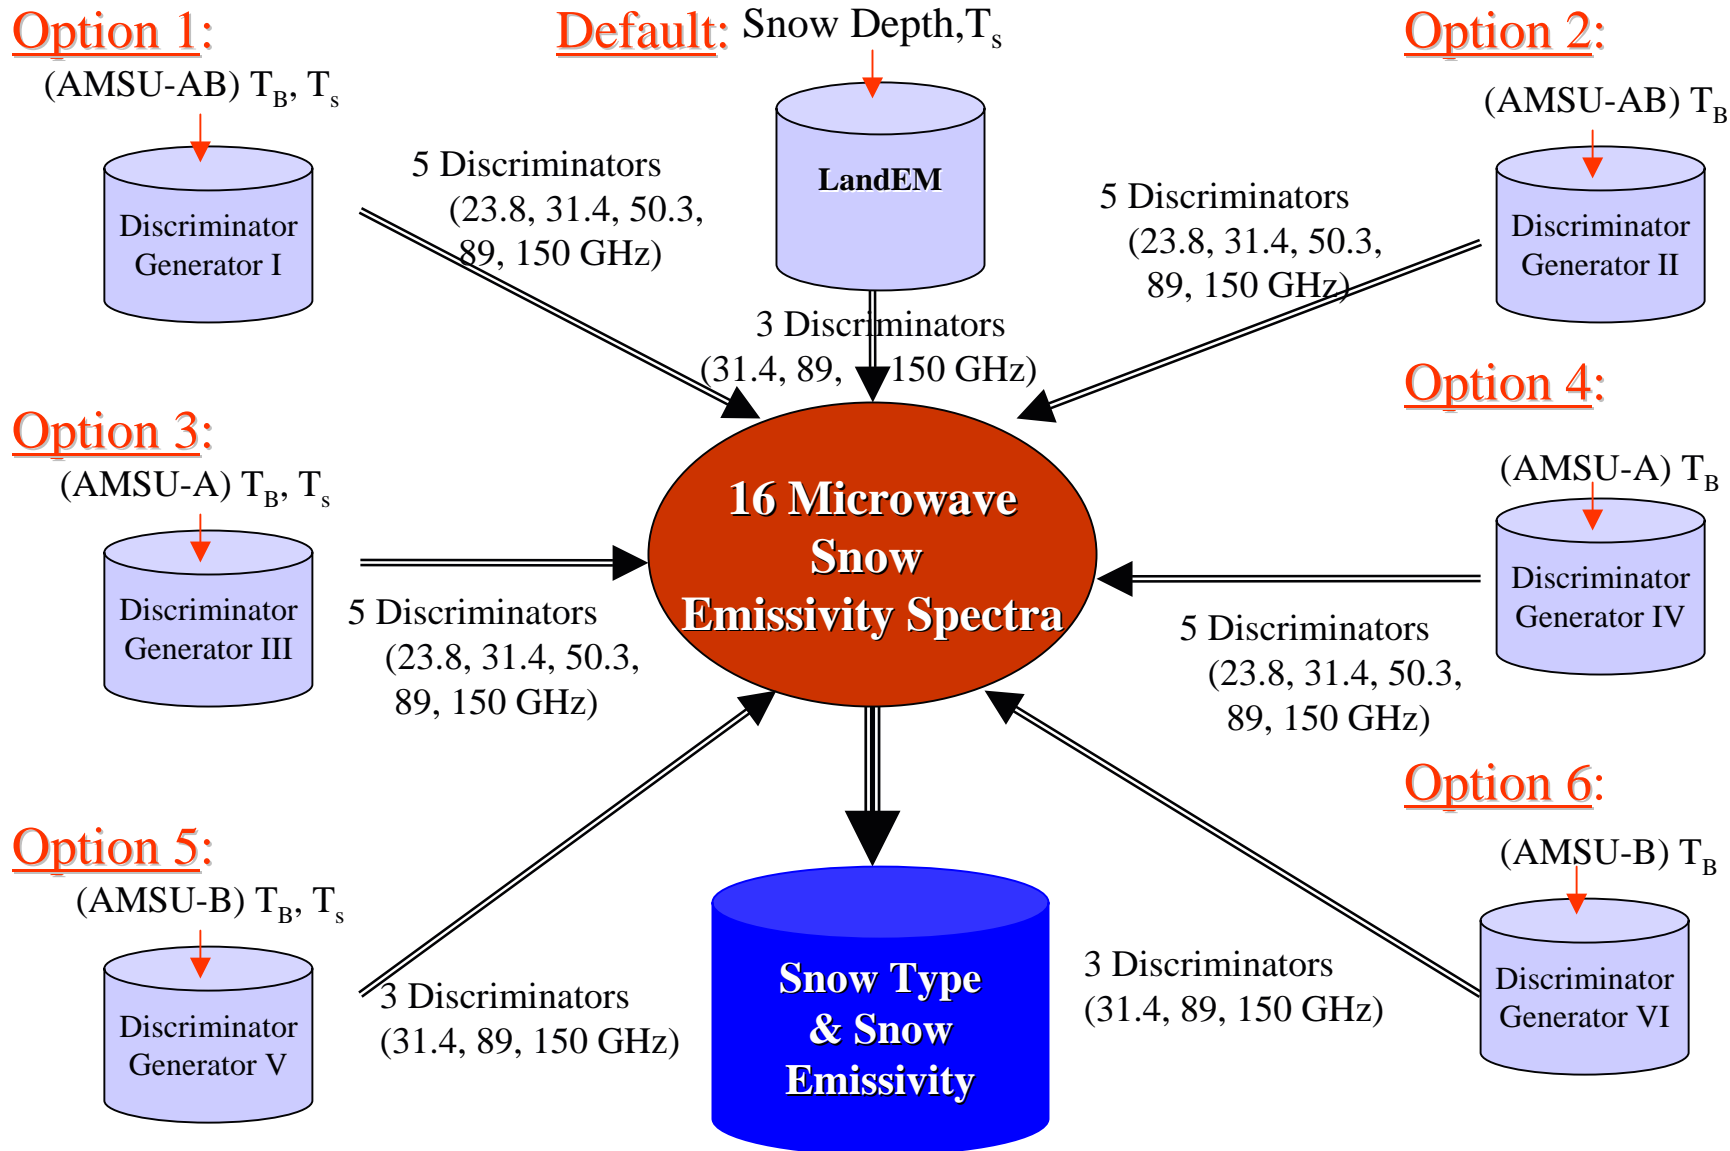 Option 1:
(AMSU-AB) TB, Ts
Discriminator
Generator I
5 Discriminators
(23.8, 31.4, 50.3,
89, 150 GHz)
Default: Snow Depth,Ts
LandEM
3 Discriminators
(31.4, 89, 150 GHz)
Option 2:
(AMSU-AB) TB
Discriminator
Generator II
5 Discriminators
(23.8, 31.4, 50.3,
89, 150 GHz)
Option 3:
(AMSU-A) TB, Ts
Discriminator
Generator III
5 Discriminators
(23.8, 31.4, 50.3,
89, 150 GHz)
16 Microwave
Snow
Emissivity Spectra
Option 4:
(AMSU-A) TB
Discriminator
Generator IV
5 Discriminators
(23.8, 31.4, 50.3,
89, 150 GHz)
Option 5:
(AMSU-B) TB, Ts
Discriminator
Generator V
3 Discriminators
(31.4, 89, 150 GHz)
Snow Type
& Snow
Emissivity
Option 6:
(AMSU-B) TB
Discriminator
Generator VI
3 Discriminators
(31.4, 89, 150 GHz)